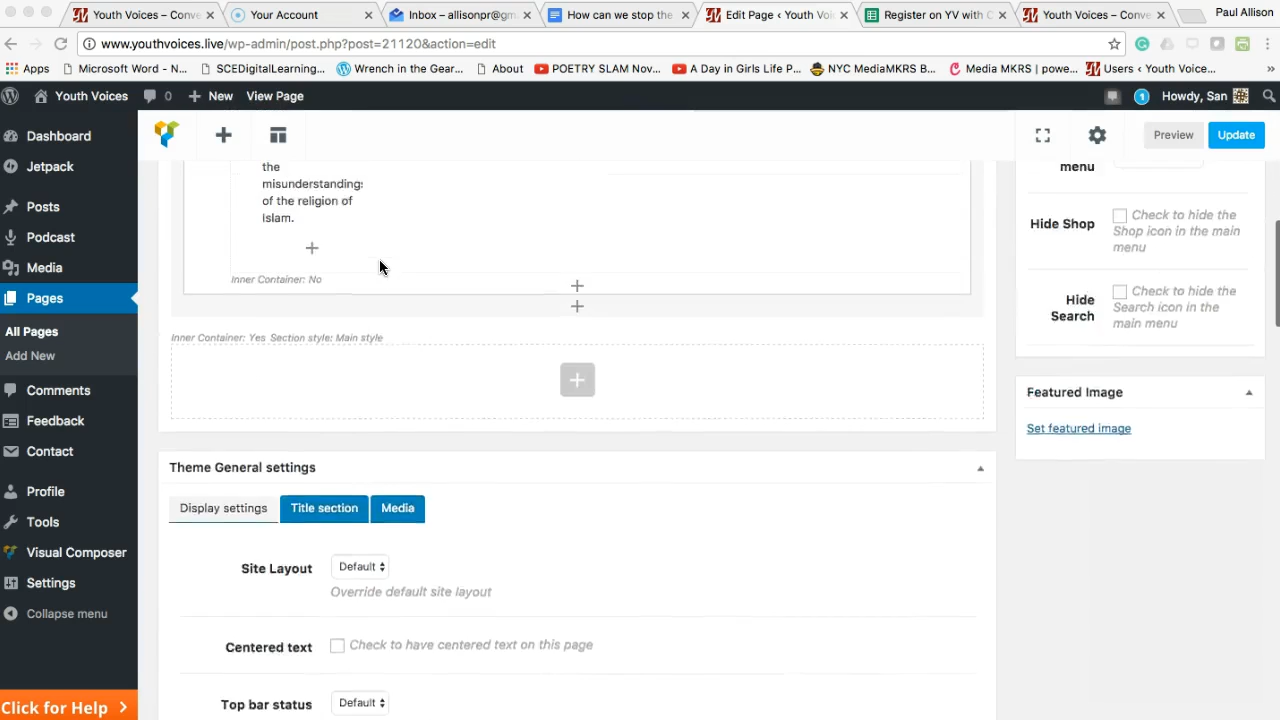 Youth Voices – Conve
Your Account
Inbox – allisonpr@gm
How can we stop the
Edit Page ‹ Youth Voi
Register on YV with C
Youth Voices – Conve
Paul Allison
www.youthvoices.live/wp-admin/post.php?post=21120&action=edit
Apps
Microsoft Word - N...
SCEDigitalLearning...
Wrench in the Gear...
About
POETRY SLAM Nov...
A Day in Girls Life P...
NYC MediaMKRS B...
Media MKRS | powe...
Users ‹ Youth Voice...
»
Youth Voices
0
New
View Page
1
Howdy, San
Dashboard
Jetpack
Posts
Podcast
Media
Pages
All Pages
Add New
Comments
Feedback
Contact
Profile
Tools
Visual Composer
Settings
Collapse menu
Click for Help
Preview
Update
the
misunderstandings
of the religion of
Islam.
Inner Container: No
Inner Container: Yes Section style: Main style
Theme General settings
Display settings
Title section
Media
Site Layout
Default
Override default site layout
Centered text
Check to have centered text on this page
Top bar status
Default
menu
Hide Shop
Check to hide the
Shop icon in the main
menu
Hide
Search
Check to hide the
Search icon in the
main menu
Featured Image
Set featured image